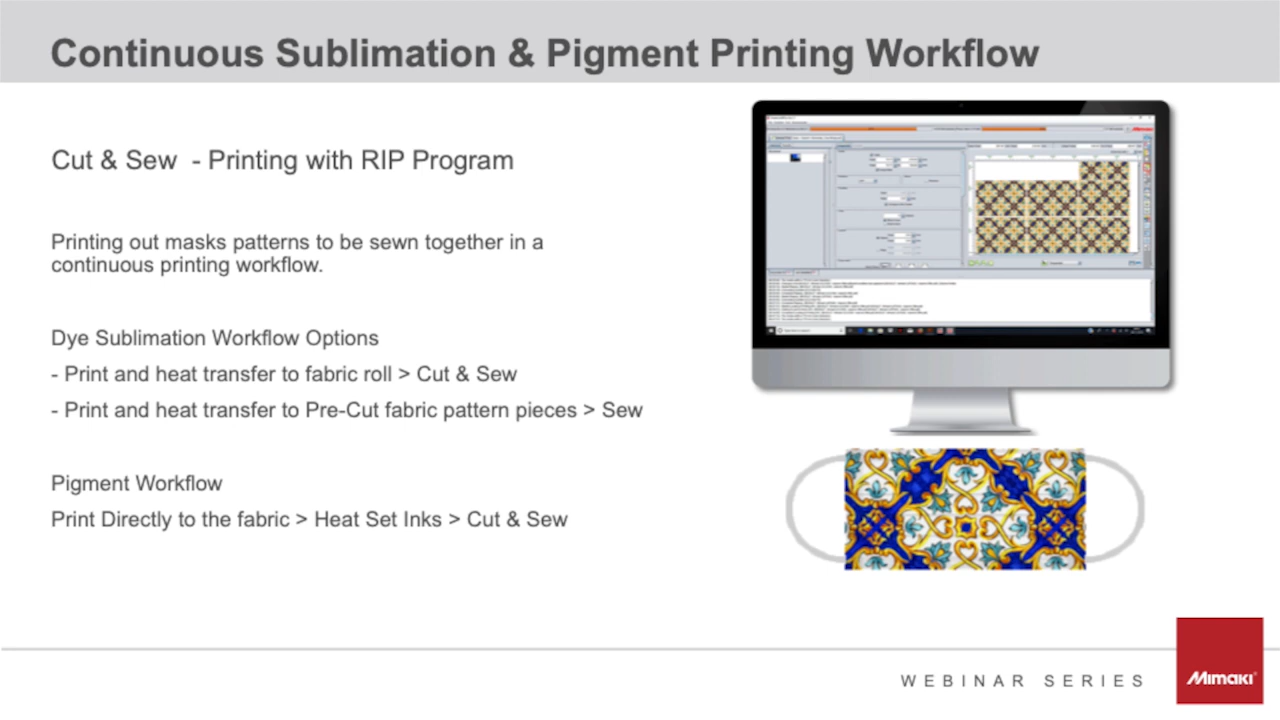 Continuous Sublimation & Pigment Printing Workflow
Cut & Sew - Printing with RIP Program
Printing out masks patterns to be sewn together in a
continuous printing workflow.
Dye Sublimation Workflow Options
- Print and heat transfer to fabric roll > Cut & Sew
- Print and heat transfer to Pre-Cut fabric pattern pieces > Sew
Pigment Workflow
Print Directly to the fabric > Heat Set Inks > Cut & Sew
WEBINAR SERIES
Mimaki